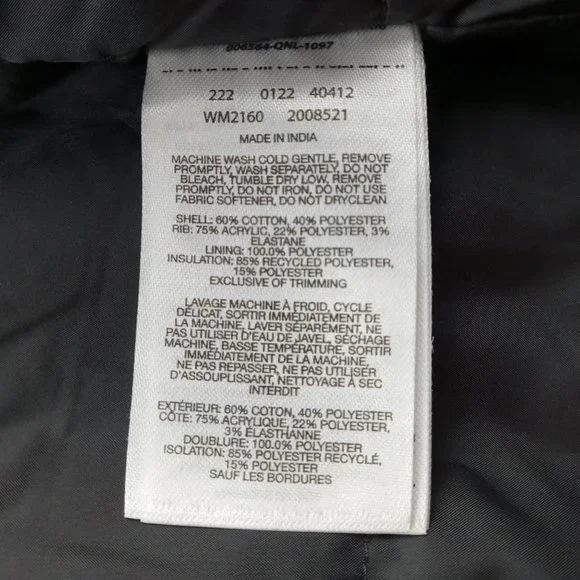 006564-QNL-1097
222 0122 40412
WM2160 2008521
MADE IN INDIA
MACHINE WASH COLD GENTLE, REMOVE
PROMPTLY, WASH SEPARATELY, DO NOT
BLEACH, TUMBLE DRY LOW, REMOVE
PROMPTLY, DO NOT IRON, DO NOT USE
FABRIC SOFTENER, DO NOT DRYCLEAN
SHELL: 60% COTTON, 40% POLYESTER
RIB: 75% ACRYLIC, 22% POLYESTER, 3%
ELASTANE
LINING: 100.0% POLYESTER
INSULATION: 85% RECYCLED POLYESTER,
15% POLYESTER
EXCLUSIVE OF TRIMMING
LAVAGE MACHINE À FROID, CYCLE
DÉLICAT, SORTIR IMMÉDIATEMENT DE
LA MACHINE, LAVER SÉPARÉMENT, NE
PAS UTILISER D'EAU DE JAVEL, SÉCHAGE
MACHINE, BASSE TEMPÉRATURE, SORTIR
IMMÉDIATEMENT DE LA MACHINE,
NE PAS REPASSER, NE PAS UTILISER
D'ASSOUPLISSANT, NETTOYAGE À SEC
INTERDIT
EXTÉRIEUR: 60% COTON, 40% POLYESTER
CÔTE: 75% ACRYLIQUE, 22% POLYESTER,
3% ÉLASTHANNE
DOUBLURE: 100.0% POLYESTER
ISOLATION: 85% POLYESTER RECYCLÉ,
15% POLYESTER
SAUF LES BORDURES